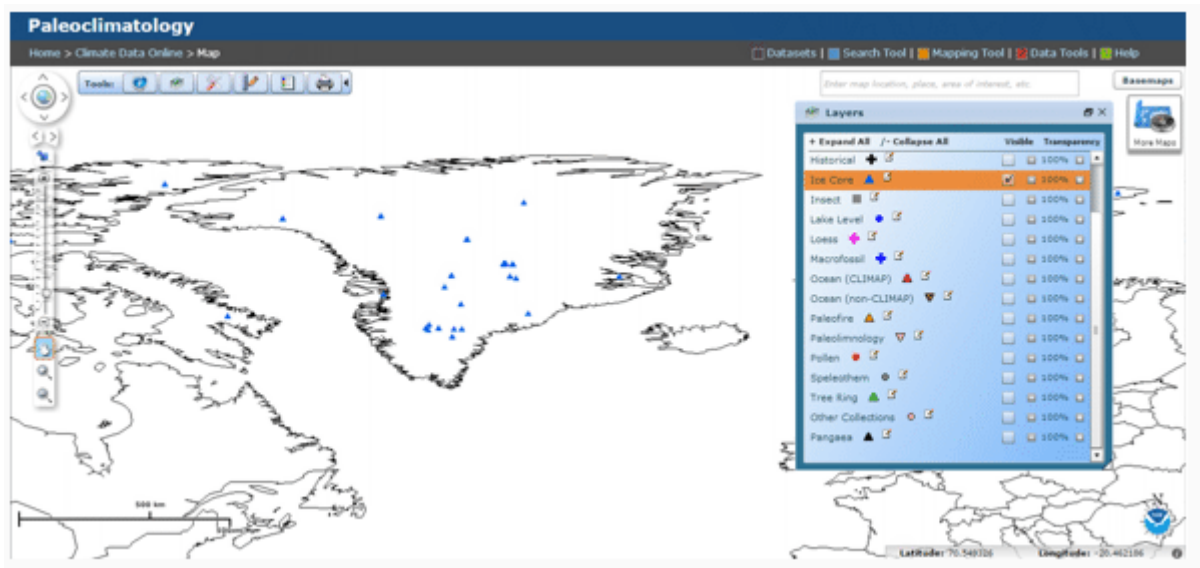 Paleoclimatology
Home > Climate Data Online > Map
Datasets | Search Tool | Mapping Tool | Data Tools | Help
Tools:
Enter map location, place, area of interest, etc.
Basemaps
More Maps
Layers
+ Expand All /- Collapse All Visible Transparency
Historical 100%
Ice Core 100%
Insect 100%
Lake Level 100%
Loess 100%
Macrofossil 100%
Ocean (CLIMAP) 100%
Ocean (non-CLIMAP) 100%
Paleofire 100%
Paleolimnology 100%
Pollen 100%
Speleothem 100%
Tree Ring 100%
Other Collections 100%
Pangaea 100%
500 km
Latitude: 70.549326 Longitude: -20.462186